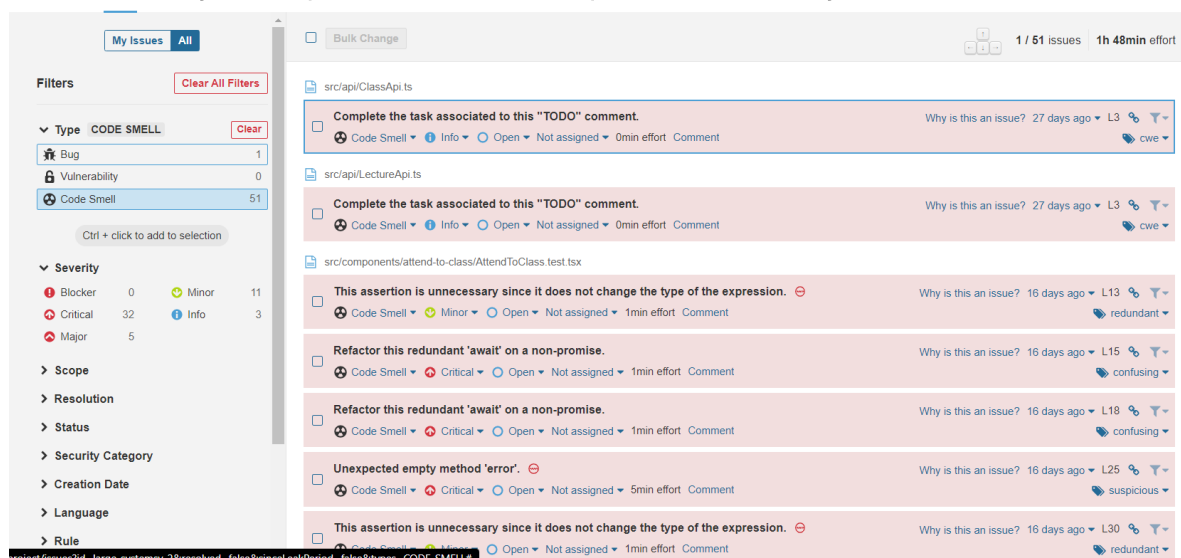 My Issues All
Bulk Change
1 / 51 issues 1h 48min effort
Filters
Clear All Filters
Type CODE SMELL Clear
Bug 1
Vulnerability 0
Code Smell 51
Ctrl + click to add to selection
Severity
Blocker 0 Minor 11
Critical 32 Info 3
Major 5
Scope
Resolution
Status
Security Category
Creation Date
Language
Rule
src/api/ClassApi.ts
Complete the task associated to this "TODO" comment. Why is this an issue? 27 days ago L3
Code Smell Info Open Not assigned 0min effort Comment cwe
src/api/LectureApi.ts
Complete the task associated to this "TODO" comment. Why is this an issue? 27 days ago L3
Code Smell Info Open Not assigned 0min effort Comment cwe
src/components/attend-to-class/AttendToClass.test.tsx
This assertion is unnecessary since it does not change the type of the expression. Why is this an issue? 16 days ago L13
Code Smell Minor Open Not assigned 1min effort Comment redundant
Refactor this redundant 'await' on a non-promise. Why is this an issue? 16 days ago L15
Code Smell Critical Open Not assigned 1min effort Comment confusing
Refactor this redundant 'await' on a non-promise. Why is this an issue? 16 days ago L18
Code Smell Critical Open Not assigned 1min effort Comment confusing
Unexpected empty method 'error'. Why is this an issue? 16 days ago L25
Code Smell Critical Open Not assigned 5min effort Comment suspicious
This assertion is unnecessary since it does not change the type of the expression. Why is this an issue? 16 days ago L30
Code Smell Minor Open Not assigned 1min effort Comment redundant